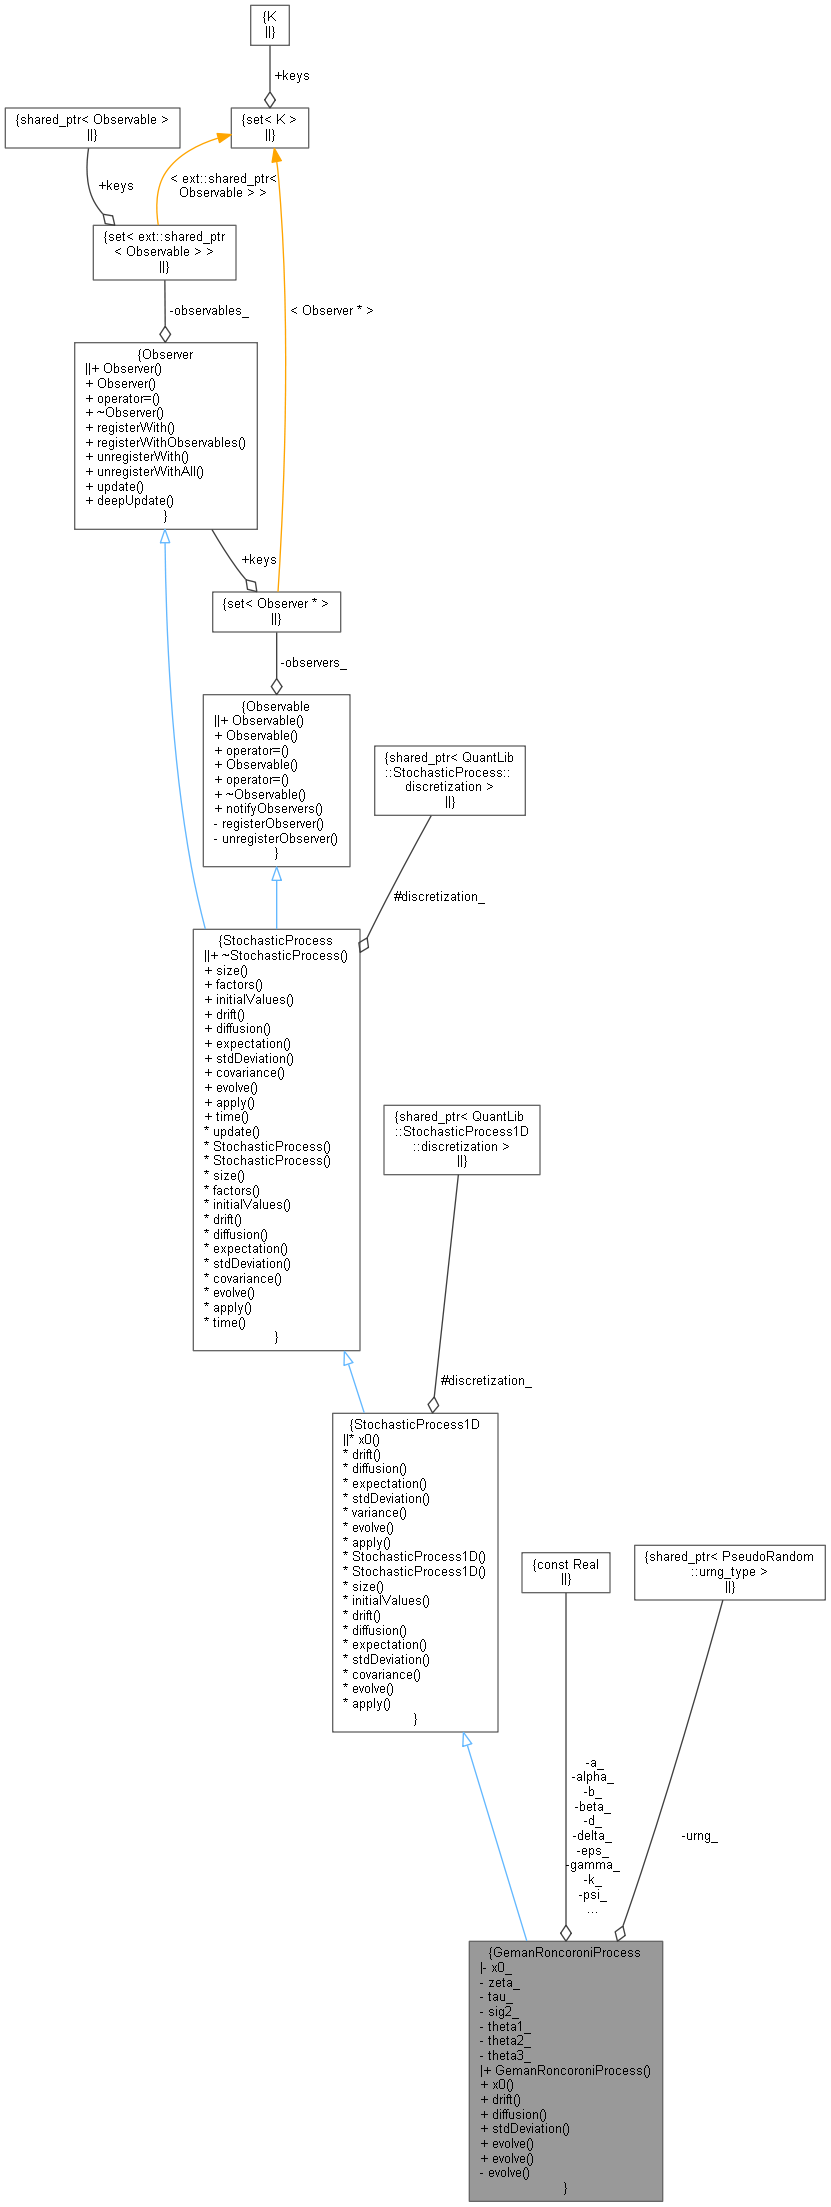 {K
||}
+keys
{shared_ptr< Observable >
||}
{set< K >
||}
+keys
< ext::shared_ptr<
Observable > >
{set< ext::shared_ptr
< Observable > >
||}
-observables_
< Observer * >
{Observer
||+ Observer()
+ Observer()
+ operator=()
+ ~Observer()
+ registerWith()
+ registerWithObservables()
+ unregisterWith()
+ unregisterWithAll()
+ update()
+ deepUpdate()
}
+keys
{set< Observer * >
||}
-observers_
{Observable
||+ Observable()
+ Observable()
+ operator=()
+ Observable()
+ operator=()
+ ~Observable()
+ notifyObservers()
- registerObserver()
- unregisterObserver()
}
{shared_ptr< QuantLib
::StochasticProcess::
discretization >
||}
#discretization_
{StochasticProcess
||+ ~StochasticProcess()
+ size()
+ factors()
+ initialValues()
+ drift()
+ diffusion()
+ expectation()
+ stdDeviation()
+ covariance()
+ evolve()
+ apply()
+ time()
* update()
* StochasticProcess()
* StochasticProcess()
* size()
* factors()
* initialValues()
* drift()
* diffusion()
* expectation()
* stdDeviation()
* covariance()
* evolve()
* apply()
* time()
}
{shared_ptr< QuantLib
::StochasticProcess1D
::discretization >
||}
#discretization_
{StochasticProcess1D
||* x0()
* drift()
* diffusion()
* expectation()
* stdDeviation()
* variance()
* evolve()
* apply()
* StochasticProcess1D()
* StochasticProcess1D()
* size()
* initialValues()
* drift()
* diffusion()
* expectation()
* stdDeviation()
* covariance()
* evolve()
* apply()
}
{const Real
||}
{shared_ptr< PseudoRandom
::urng_type >
||}
-a_
-alpha_
-b_
-beta_
-d_
-delta_
-eps_
-gamma_
-k_
-psi_
...
-urng_
{GemanRoncoroniProcess
|- x0_
- zeta_
- tau_
- sig2_
- theta1_
- theta2_
- theta3_
|+ GemanRoncoroniProcess()
+ x0()
+ drift()
+ diffusion()
+ stdDeviation()
+ evolve()
+ evolve()
- evolve()
}